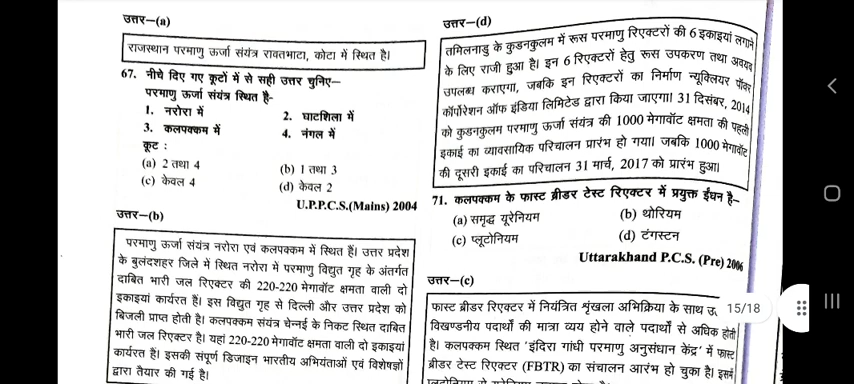 उत्तर—(a)
राजस्थान परमाणु ऊर्जा संयंत्र रावतभाटा, कोटा में स्थित है।
67. नीचे दिए गए कूटों में से सही उत्तर चुनिए—
परमाणु ऊर्जा संयंत्र स्थित है-
1. नरोरा में
2. घाटशिला में
3. कलपक्कम में
4. नंगल में
कूट :
(a) 2 तथा 4
(b) 1 तथा 3
(c) केवल 4
(d) केवल 2
U.P.P.C.S.(Mains) 2004
उत्तर—(b)
परमाणु ऊर्जा संयंत्र नरोरा एवं कलपक्कम में स्थित हैं। उत्तर प्रदेश
के बुलंदशहर जिले में स्थित नरोरा में परमाणु विद्युत गृह के अंतर्गत
दाबित भारी जल रिएक्टर की 220-220 मेगावॉट क्षमता वाली दो
इकाइयां कार्यरत हैं। इस विद्युत गृह से दिल्ली और उत्तर प्रदेश को
बिजली प्राप्त होती है। कलपक्कम संयंत्र चेन्नई के निकट स्थित दाबित
भारी जल रिएक्टर है। यहां 220-220 मेगावॉट क्षमता वाली दो इकाइयां
कार्यरत है। इसकी संपूर्ण डिजाइन भारतीय अभियंताओं एवं विशेषज्ञों
द्वारा तैयार की गई है।
उत्तर—(d)
तमिलनाडु के कुडनकुलम में रूस परमाणु रिएक्टरों की 6 इकाइयां लगाने
के लिए राजी हुआ है। इन 6 रिएक्टरों हेतु रूस उपकरण तथा अवयव
उपलब्ध कराएगा, जबकि इन रिएक्टरों का निर्माण न्यूक्लियर पॉवर
कॉर्पोरेशन ऑफ इंडिया लिमिटेड द्वारा किया जाएगा। 31 दिसंबर, 2014
को कुडनकुलम परमाणु ऊर्जा संयंत्र की 1000 मेगावॉट क्षमता की पहली
इकाई का व्यावसायिक परिचालन प्रारंभ हो गया। जबकि 1000 मेगावॉट
की दूसरी इकाई का परिचालन 31 मार्च, 2017 को प्रारंभ हुआ।
71. कलपक्कम के फास्ट ब्रीडर टेस्ट रिएक्टर में प्रयुक्त ईंधन है—
(a) समृद्ध यूरेनियम
(b) थोरियम
(c) प्लूटोनियम
(d) टंगस्टन
Uttarakhand P.C.S. (Pre) 2006
उत्तर—(c)
फास्ट ब्रीडर रिएक्टर में नियंत्रित शृंखला अभिक्रिया के साथ
15/18
विखण्डनीय पदार्थों की मात्रा व्यय होने वाले पदार्थों से अधिक होती
है। कलपक्कम स्थित 'इंदिरा गांधी परमाणु अनुसंधान केंद्र' में फास्ट
ब्रीडर टेस्ट रिएक्टर (FBTR) का संचालन आरंभ हो चुका है। इसमें